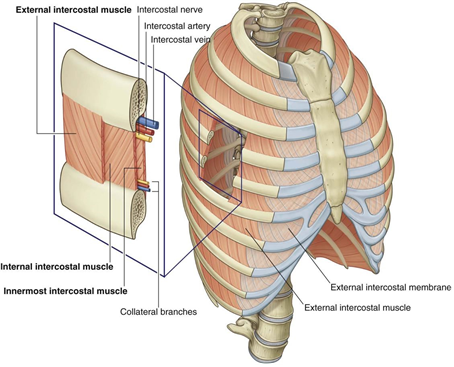 External intercostal muscle
Intercostal nerve
Intercostal artery
Intercostal vein
Internal intercostal muscle
Innermost intercostal muscle
Collateral branches
External intercostal membrane
External intercostal muscle